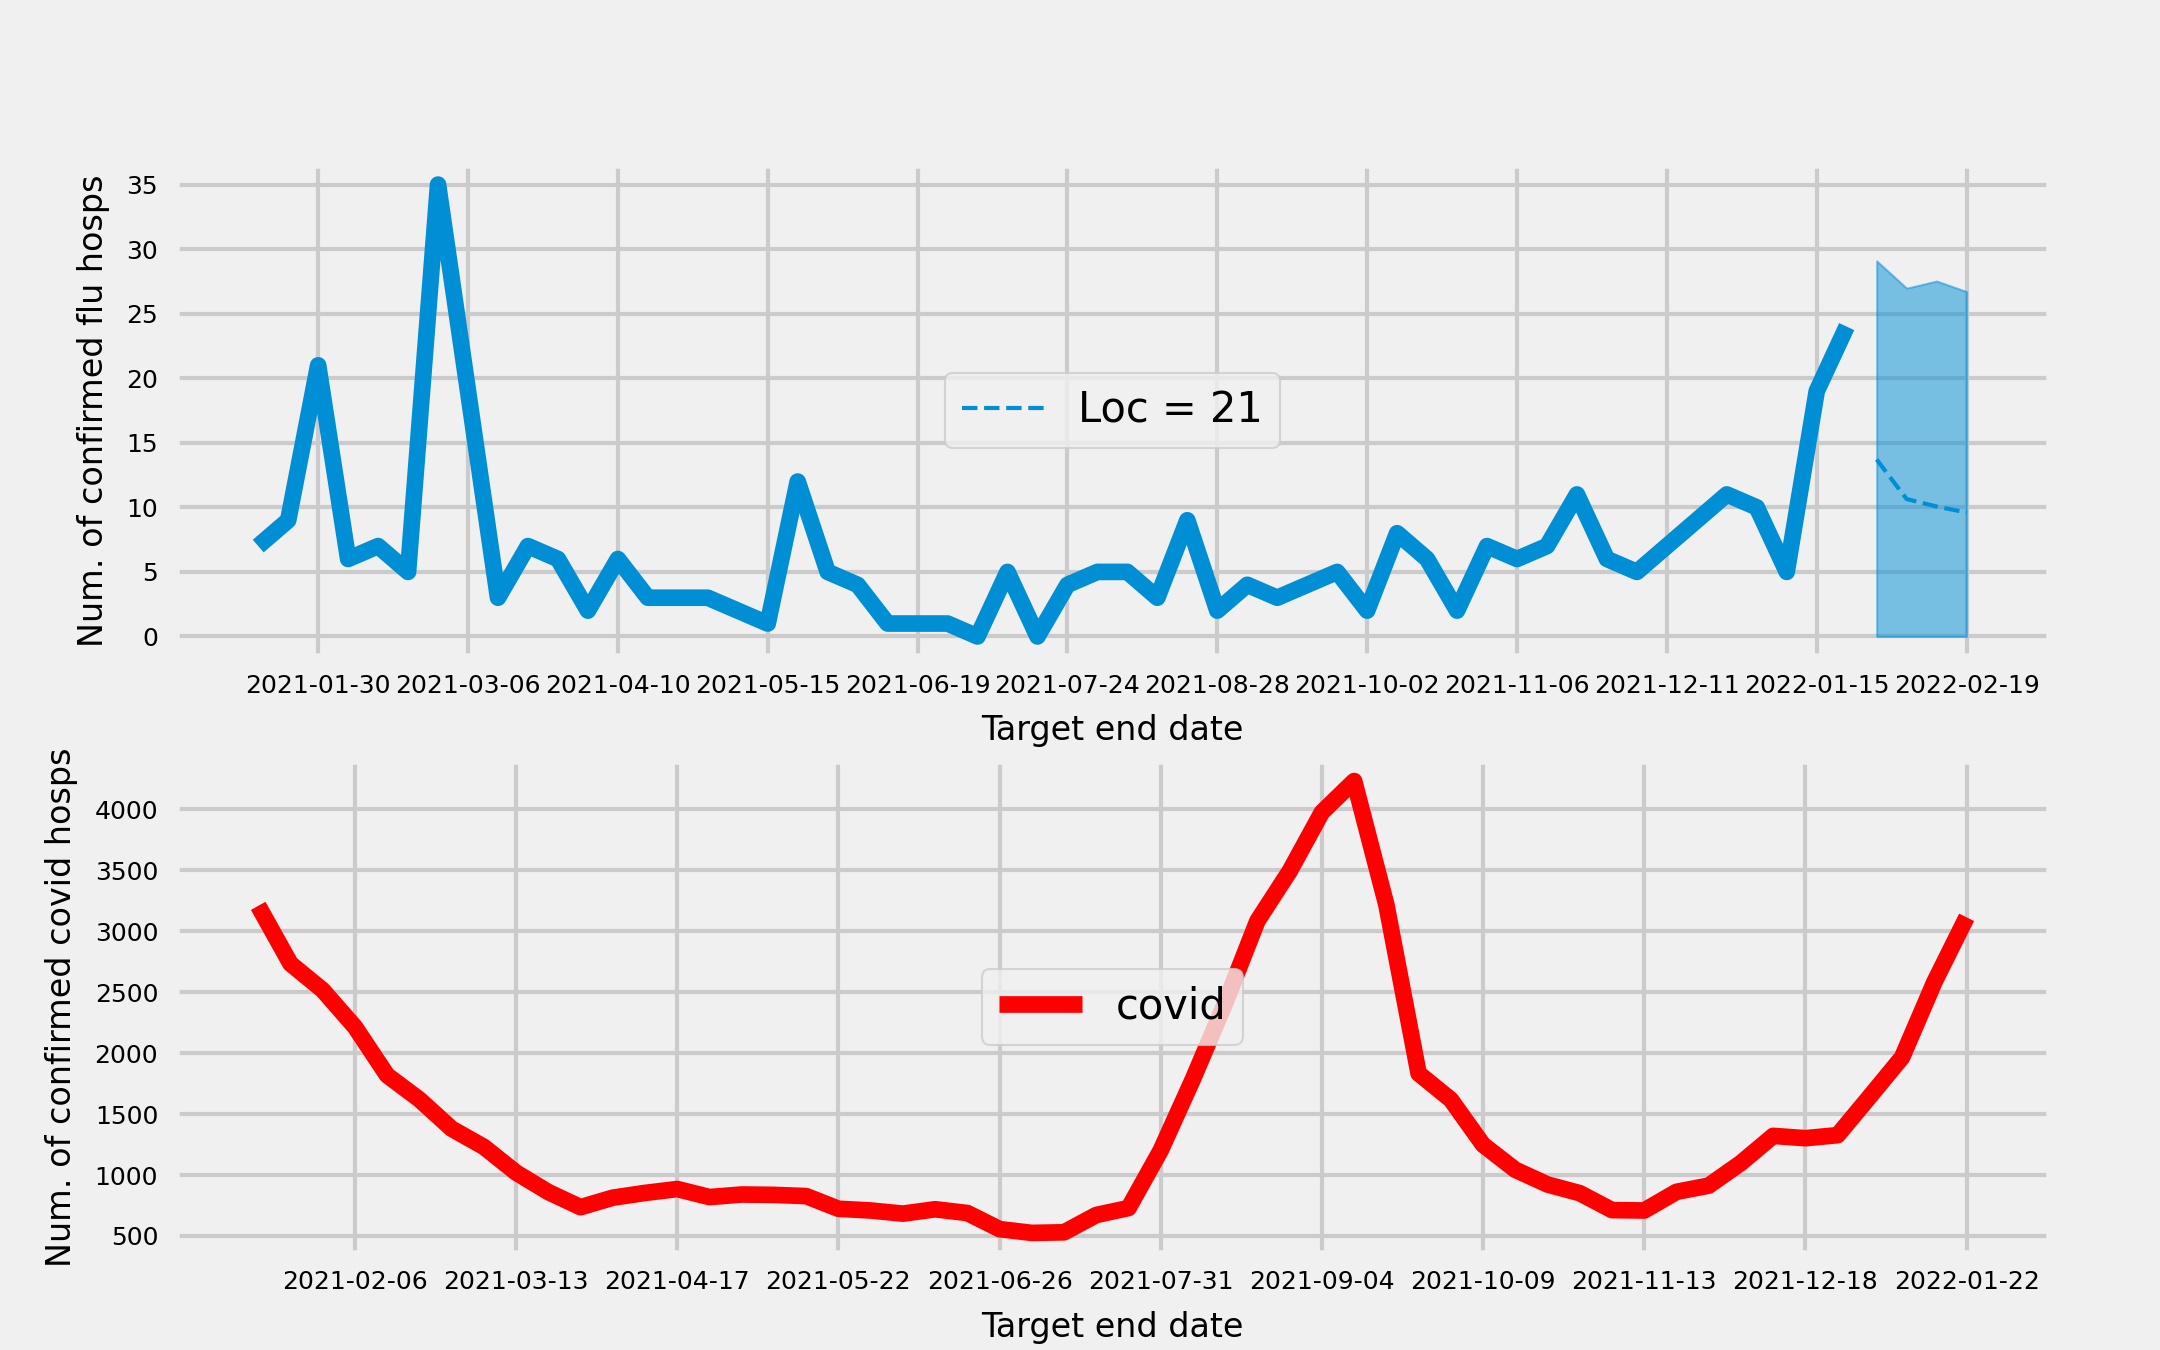 Num. of confirmed flu hosps
35
30
25
20
15
10
5
0
Loc = 21
2021-01-30 2021-03-06 2021-04-10 2021-05-15 2021-06-19 2021-07-24 2021-08-28 2021-10-02 2021-11-06 2021-12-11 2022-01-15 2022-02-19
Target end date
Num. of confirmed covid hosps
4000
3500
3000
2500
2000
1500
1000
500
covid
2021-02-06 2021-03-13 2021-04-17 2021-05-22 2021-06-26 2021-07-31 2021-09-04 2021-10-09 2021-11-13 2021-12-18 2022-01-22
Target end date